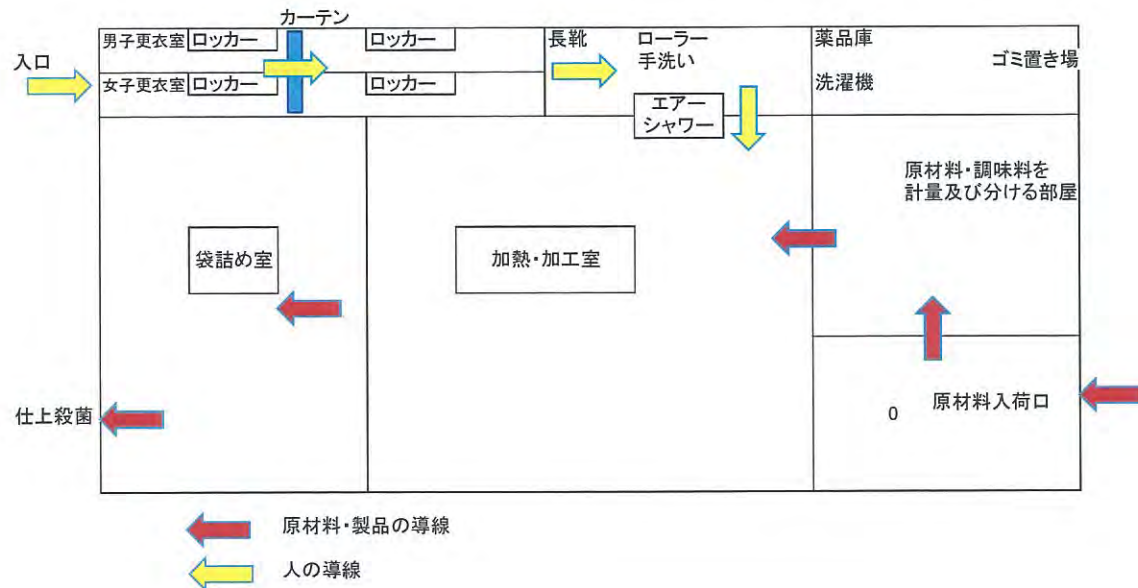 カーテン
男子更衣室
ロッカー
ロッカー
長靴
ローラー
手洗い
薬品庫
ゴミ置き場
入口
女子更衣室
ロッカー
ロッカー
洗濯機
エアー
シャワー
原材料・調味料を
計量及び分ける部屋
袋詰め室
加熱・加工室
仕上殺菌
0
原材料入荷口
原材料・製品の導線
人の導線